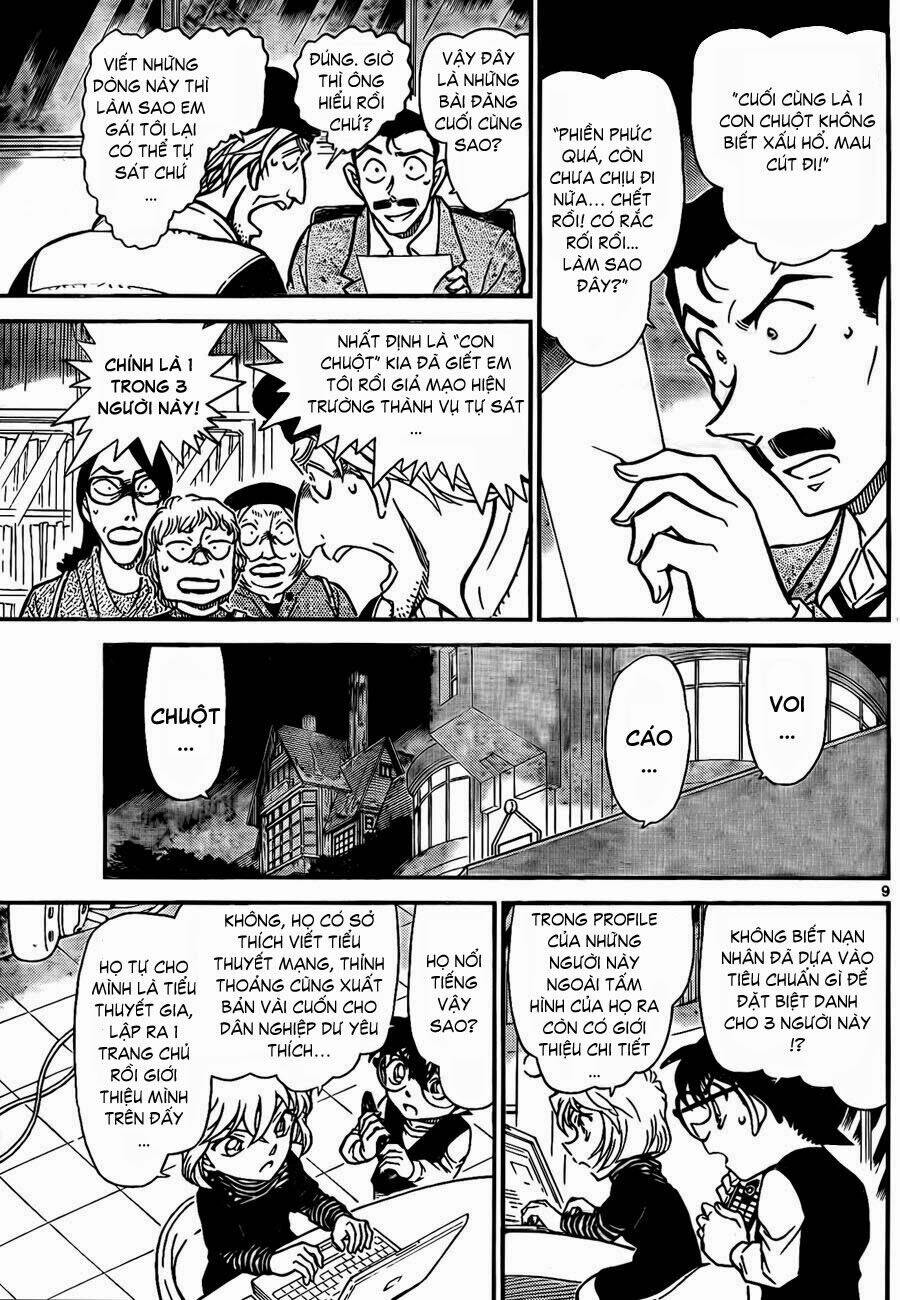 "CUỐI CÙNG LÀ 1
CON CHUỘT KHÔNG
BIẾT XẤU HỔ. MAU
CÚT ĐI!"
"PHIỀN PHỨC
QUÁ, CÒN
CHƯA CHỊU ĐI
NỮA... CHẾT
RỒI! CÓ RẮC
RỐI RỒI...
LÀM SAO
ĐÂY?"
VẬY ĐÂY
LÀ NHỮNG
BÀI ĐĂNG
CUỐI CÙNG
SAO?
ĐÚNG. GIỜ
THÌ ÔNG
HIỂU RỒI
CHỨ?
VIẾT NHỮNG
DÒNG NÀY THÌ
LÀM SAO EM
GÁI TÔI LẠI
CÓ THỂ TỰ
SÁT CHỨ
...
NHẤT ĐỊNH LÀ "CON
CHUỘT" KIA ĐÃ GIẾT EM
TÔI RỒI GIẢ MẠO HIỆN
TRƯỜNG THÀNH VỤ TỰ SÁT
...
CHÍNH LÀ 1
TRONG 3
NGƯỜI NÀY!
VOI
...
CÁO
...
CHUỘT
...
9
KHÔNG BIẾT NẠN
NHÂN ĐÃ DỰA VÀO
TIÊU CHUẨN GÌ ĐỂ
ĐẶT BIỆT DANH
CHO 3 NGƯỜI NÀY
!?
TRONG PROFILE
CỦA NHỮNG
NGƯỜI NÀY
NGOÀI TẤM
HÌNH CỦA HỌ RA
CÒN CÓ GIỚI
THIỆU CHI TIẾT
...
HỌ NỔI
TIẾNG
VẬY
SAO?
KHÔNG, HỌ CÓ SỞ
THÍCH VIẾT TIỂU
THUYẾT MẠNG, THỈNH
THOẢNG CŨNG XUẤT
BẢN VÀI CUỐN CHO
DÂN NGHIỆP DƯ YÊU
THÍCH...
HỌ TỰ CHO
MÌNH LÀ TIỂU
THUYẾT GIA,
LẬP RA 1
TRANG CHỦ
RỒI GIỚI
THIỆU MÌNH
TRÊN ĐẤY
...